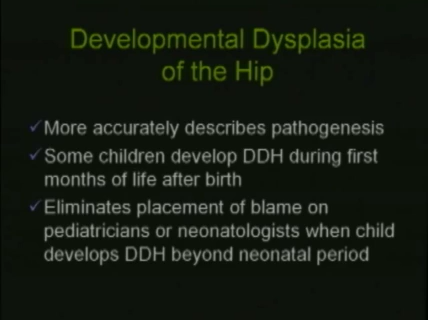 Developmental Dysplasia
of the Hip
✓More accurately describes pathogenesis
✓Some children develop DDH during first
months of life after birth
✓Eliminates placement of blame on
pediatricians or neonatologists when child
develops DDH beyond neonatal period